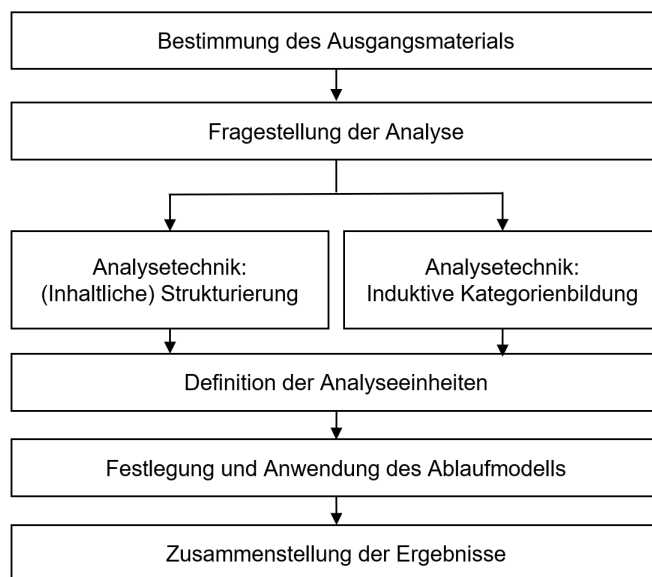 Bestimmung des Ausgangsmaterials
Fragestellung der Analyse
Analysetechnik:
(Inhaltliche) Strukturierung
Analysetechnik:
Induktive Kategorienbildung
Definition der Analyseeinheiten
Festlegung und Anwendung des Ablaufmodells
Zusammenstellung der Ergebnisse